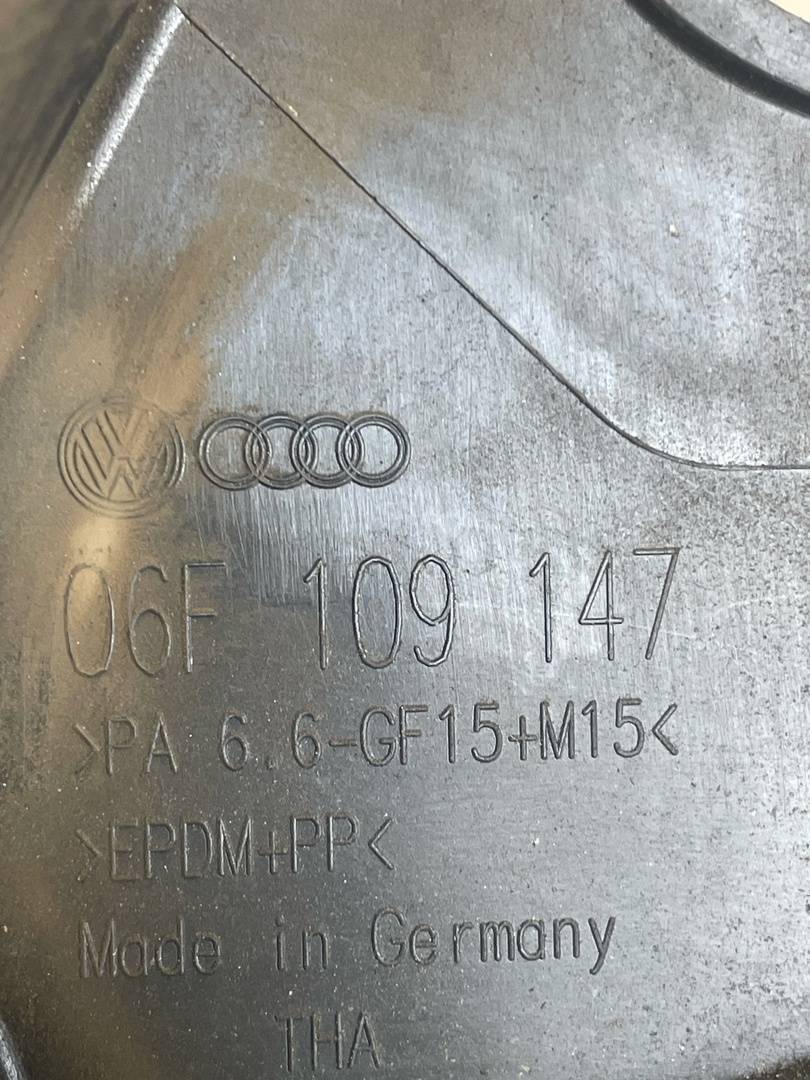 06F 109 147
>PA 6.6-GF15+M15<
>EPDM+PP<
Made in Germany
THA